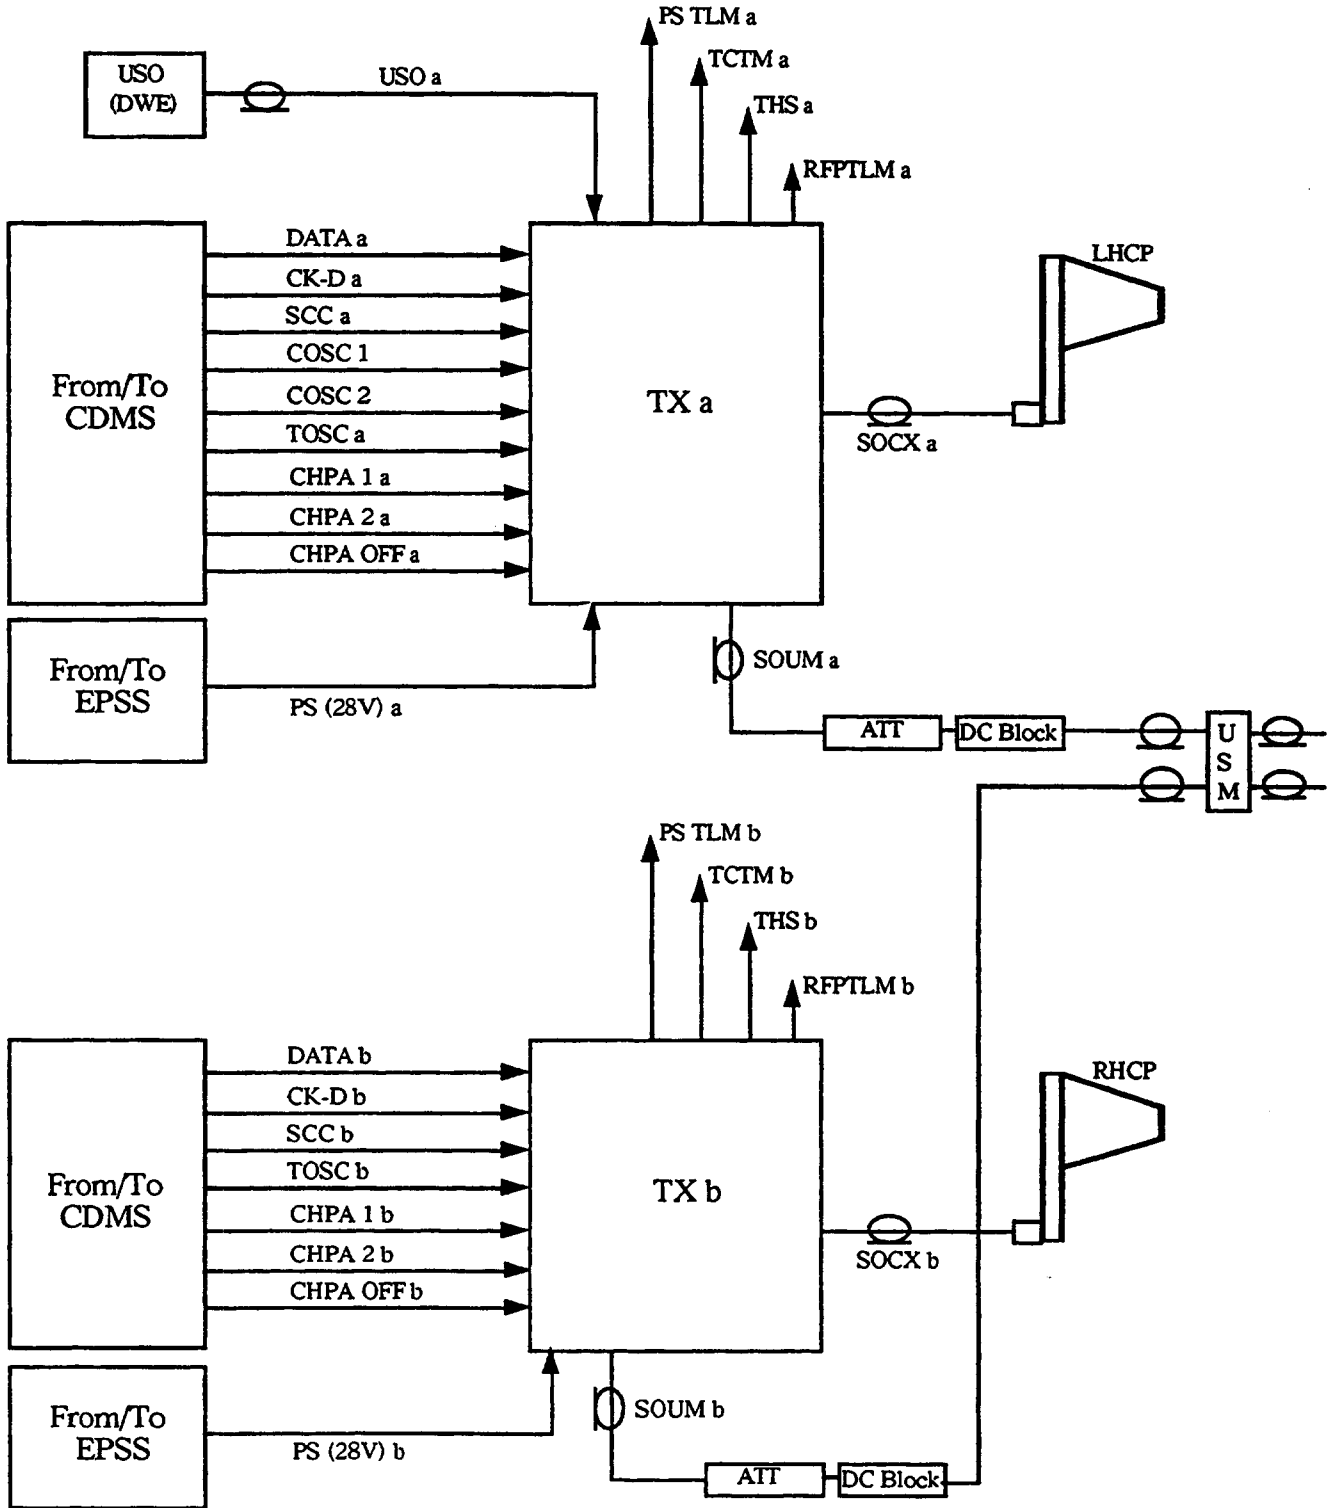 PS TLM a
USO
(DWE)
USO a
TCTM a
THS a
RFPTLM a
From/To
CDMS
DATA a
CK-D a
SCC a
COSC 1
COSC 2
TOSC a
CHPA 1 a
CHPA 2 a
CHPA OFF a
TX a
LHCP
SOCX a
From/To
EPSS
PS (28V) a
SOUM a
ATT
DC Block
U
S
M
PS TLM b
TCTM b
THS b
RFPTLM b
From/To
CDMS
DATA b
CK-D b
SCC b
TOSC b
CHPA 1 b
CHPA 2 b
CHPA OFF b
TX b
RHCP
SOCX b
From/To
EPSS
PS (28V) b
SOUM b
ATT
DC Block